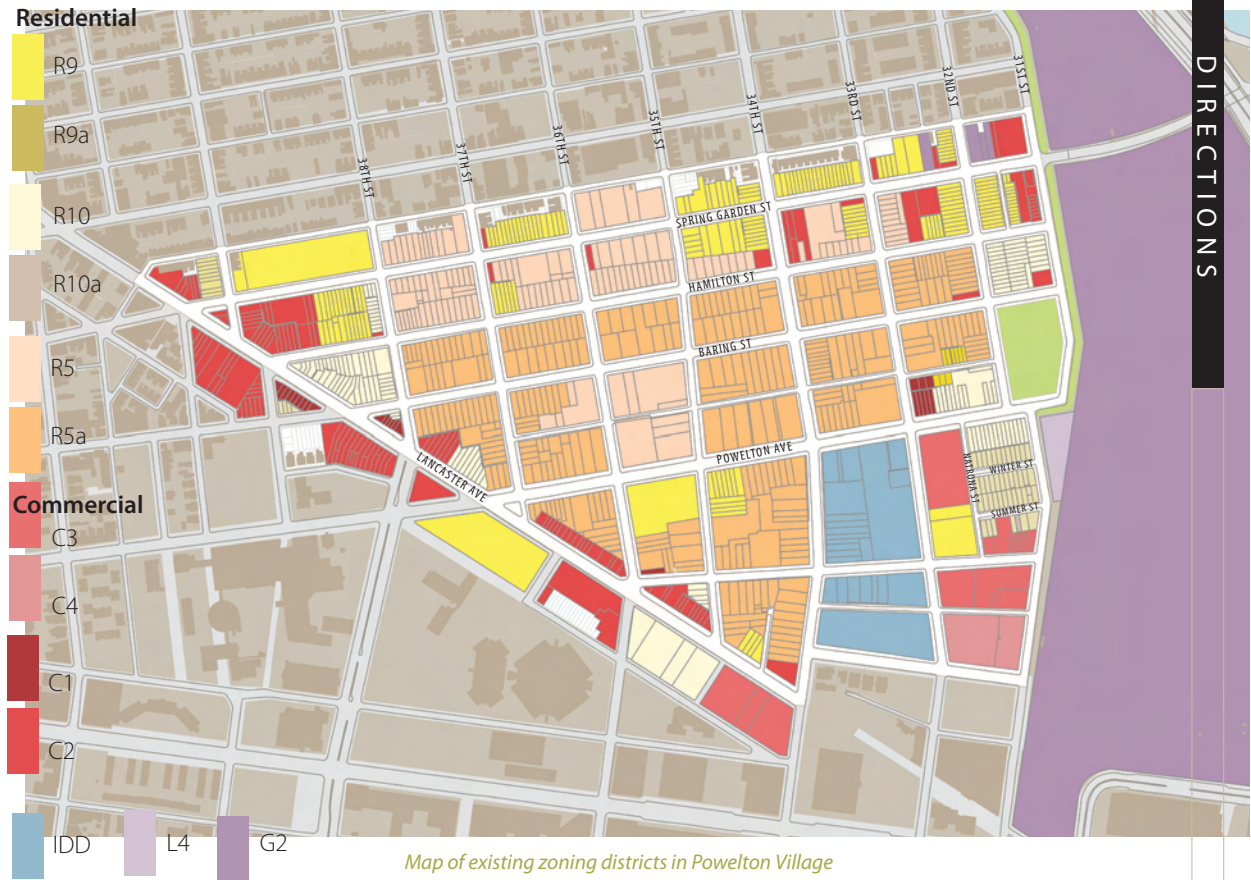 Residential
R9
R9a
R10
R10a
R5
R5a
Commercial
C3
C4
C1
C2
IDD
L4
G2
38TH ST
37TH ST
36TH ST
35TH ST
34TH ST
33RD ST
32ND ST
31ST ST
SPRING GARDEN ST
HAMILTON ST
BARING ST
POWELTON AVE
LANCASTER AVE
NATRONA ST
WINTER ST
SUMMER ST
DIRECTIONS
Map of existing zoning districts in Powelton Village